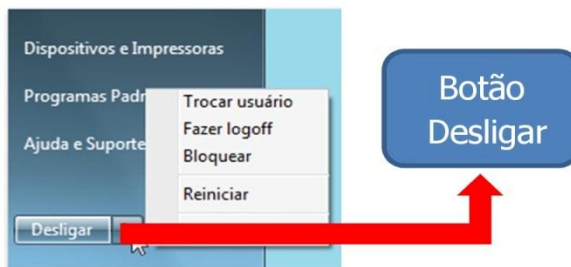 Dispositivos e Impressoras
Programas Padr
Ajuda e Suporte
Trocar usuário
Fazer logoff
Bloquear
Reiniciar
Desligar
Botão
Desligar